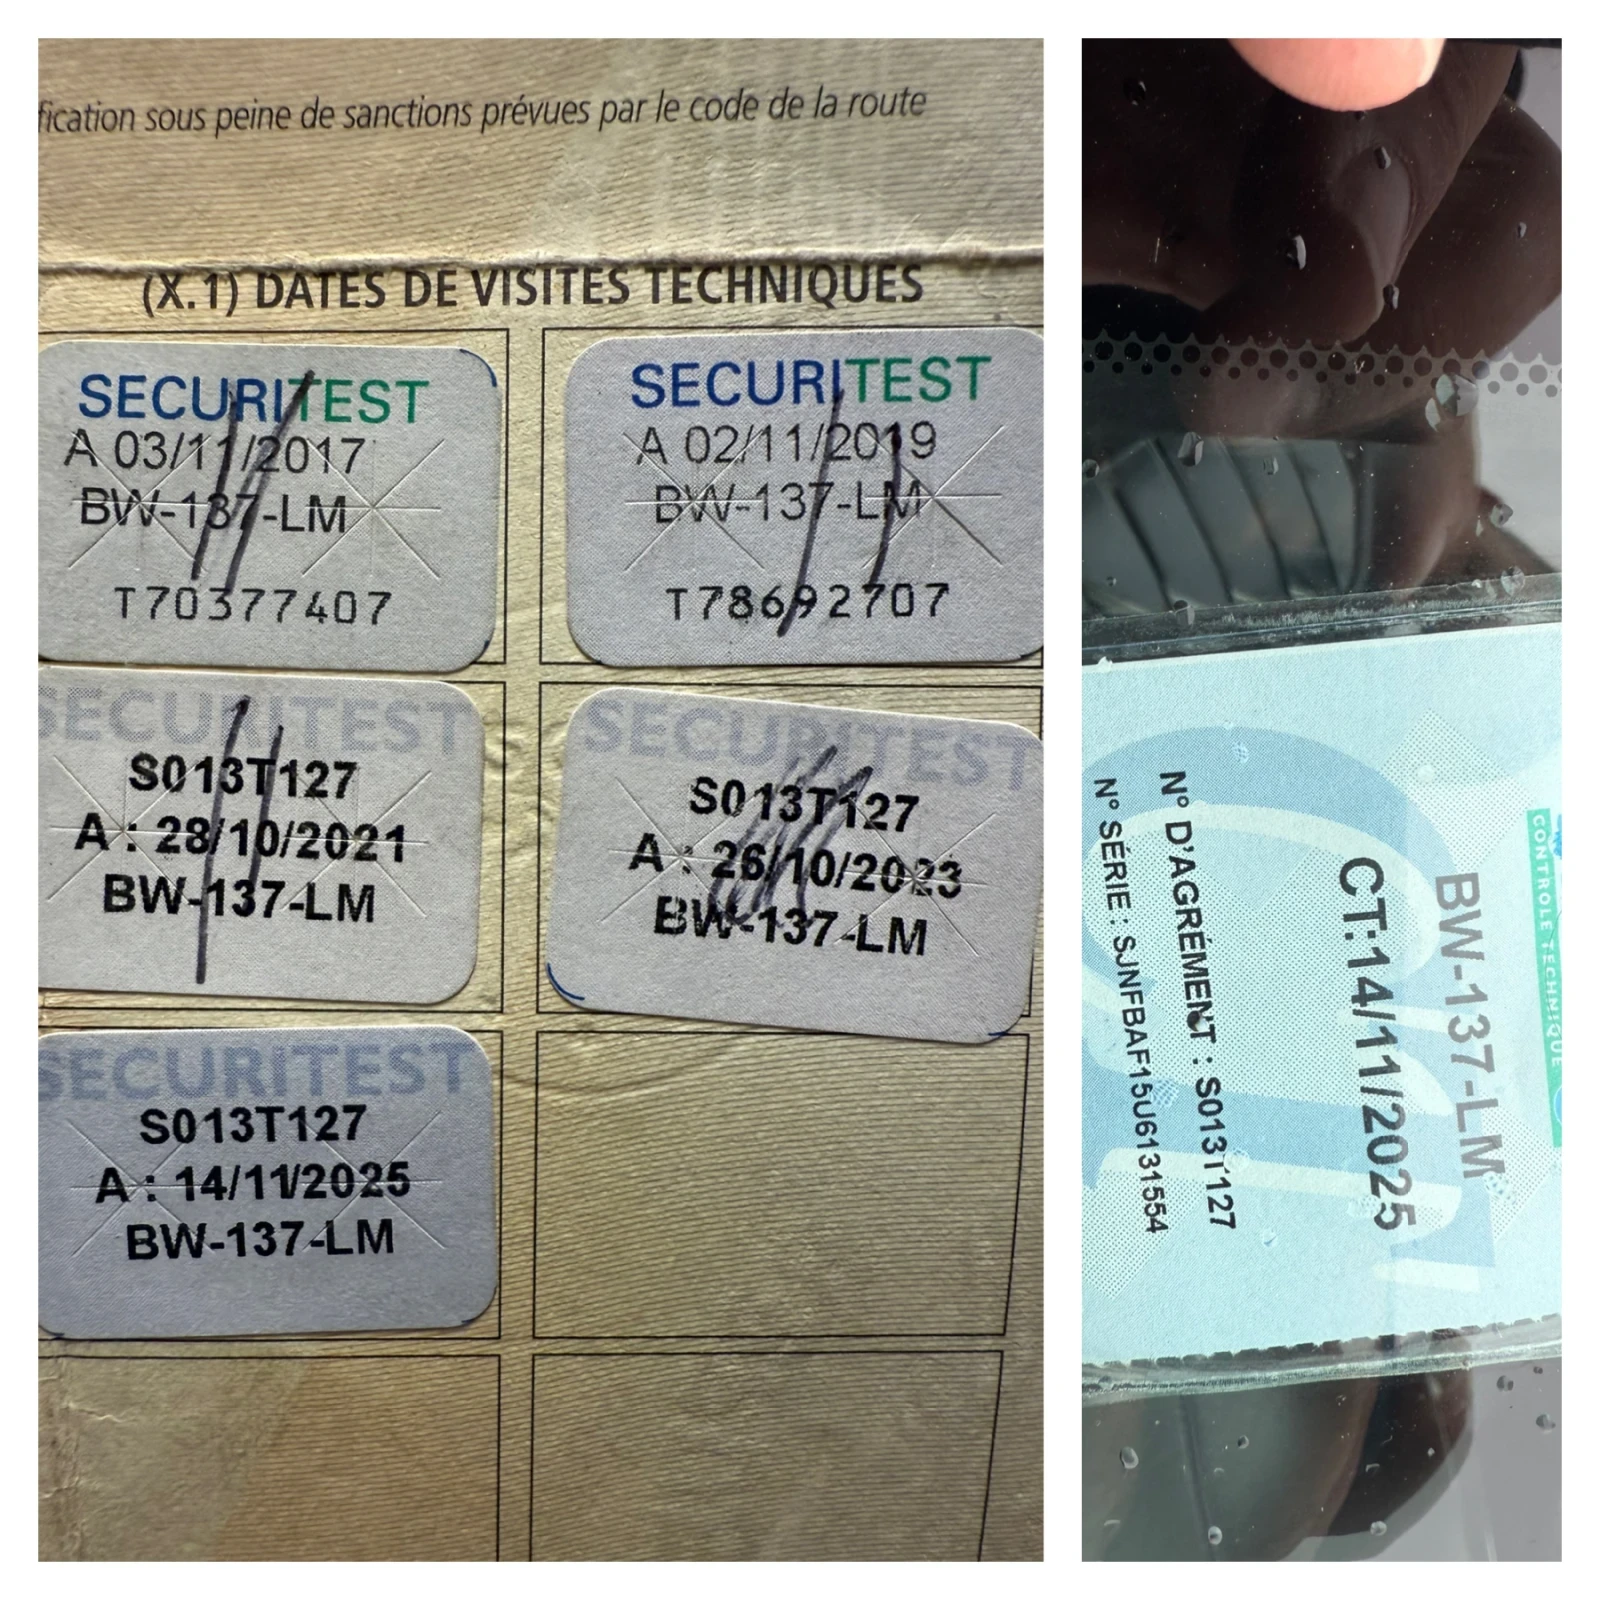 fication sous peine de sanctions prévues par le code de la route
(X.1) DATES DE VISITES TECHNIQUES
SECURITEST
A 03/11/2017
BW-137-LM
T70377407
SECURITEST
A 02/11/2019
BW-137-LM
T78692707
SECURITEST
S013T127
A : 28/10/2021
BW-137-LM
SECURITEST
S013T127
A : 26/10/2023
BW-137-LM
SECURITEST
S013T127
A : 14/11/2025
BW-137-LM
CONTROLE TECHNIQUE
BW-137-LM
CT:14/11/2025
N° D'AGRÉMENT : S013T127
N° SÉRIE : SJNFBAF15U6131554